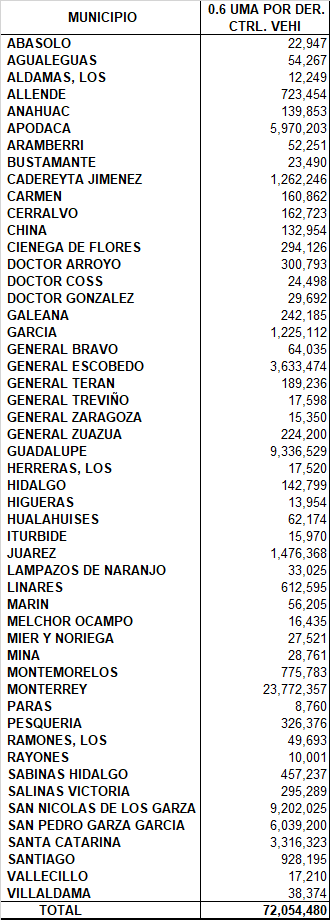 MUNICIPIO 0.6 UMA POR DER. CTRL. VEHI
ABASOLO 22,947
AGUALEGUAS 54,267
ALDAMAS, LOS 12,249
ALLENDE 723,454
ANAHUAC 139,853
APODACA 5,970,203
ARAMBERRI 52,251
BUSTAMANTE 23,490
CADEREYTA JIMENEZ 1,262,246
CARMEN 160,862
CERRALVO 162,723
CHINA 132,954
CIENEGA DE FLORES 294,126
DOCTOR ARROYO 300,793
DOCTOR COSS 24,498
DOCTOR GONZALEZ 29,692
GALEANA 242,185
GARCIA 1,225,112
GENERAL BRAVO 64,035
GENERAL ESCOBEDO 3,633,474
GENERAL TERAN 189,236
GENERAL TREVIÑO 17,598
GENERAL ZARAGOZA 15,350
GENERAL ZUAZUA 224,200
GUADALUPE 9,336,529
HERRERAS, LOS 17,520
HIDALGO 142,799
HIGUERAS 13,954
HUALAHUISES 62,174
ITURBIDE 15,970
JUAREZ 1,476,368
LAMPAZOS DE NARANJO 33,025
LINARES 612,595
MARIN 56,205
MELCHOR OCAMPO 16,435
MIER Y NORIEGA 27,521
MINA 28,761
MONTEMORELOS 775,783
MONTERREY 23,772,357
PARAS 8,760
PESQUERIA 326,376
RAMONES, LOS 49,693
RAYONES 10,001
SABINAS HIDALGO 457,237
SALINAS VICTORIA 295,289
SAN NICOLAS DE LOS GARZA 9,202,025
SAN PEDRO GARZA GARCIA 6,039,200
SANTA CATARINA 3,316,323
SANTIAGO 928,195
VALLECILLO 17,210
VILLALDAMA 38,374
TOTAL 72,054,480